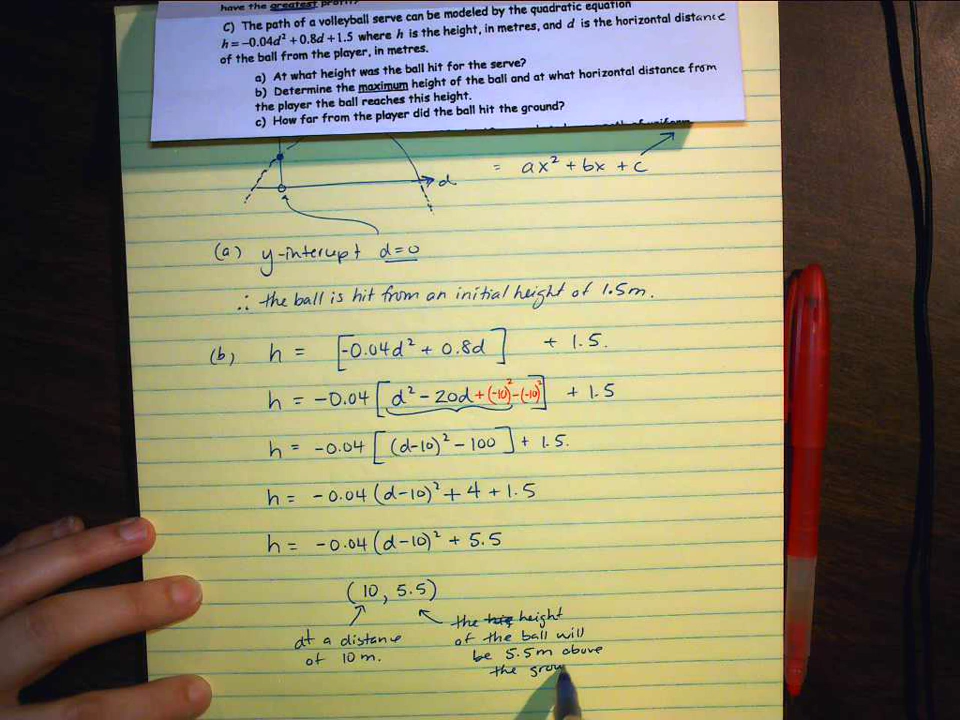 have the greatest profit?
C) The path of a volleyball serve can be modeled by the quadratic equation
h = -0.04d² + 0.8d + 1.5 where h is the height, in metres, and d is the horizontal distance
of the ball from the player, in metres.
a) At what height was the ball hit for the serve?
b) Determine the maximum height of the ball and at what horizontal distance from
the player the ball reaches this height.
c) How far from the player did the ball hit the ground?
d
= ax² + bx + c
(a) y-intercept d=0
∴ the ball is hit from an initial height of 1.5m.
(b) h = [-0.04d² + 0.8d] + 1.5.
h = -0.04 [d² - 20d + (-10)² - (-10)²] + 1.5
h = -0.04 [(d-10)² - 100] + 1.5.
h = -0.04 (d-10)² + 4 + 1.5
h = -0.04 (d-10)² + 5.5
(10, 5.5)
at a distance
of 10 m.
the height
of the ball will
be 5.5m above
the grou